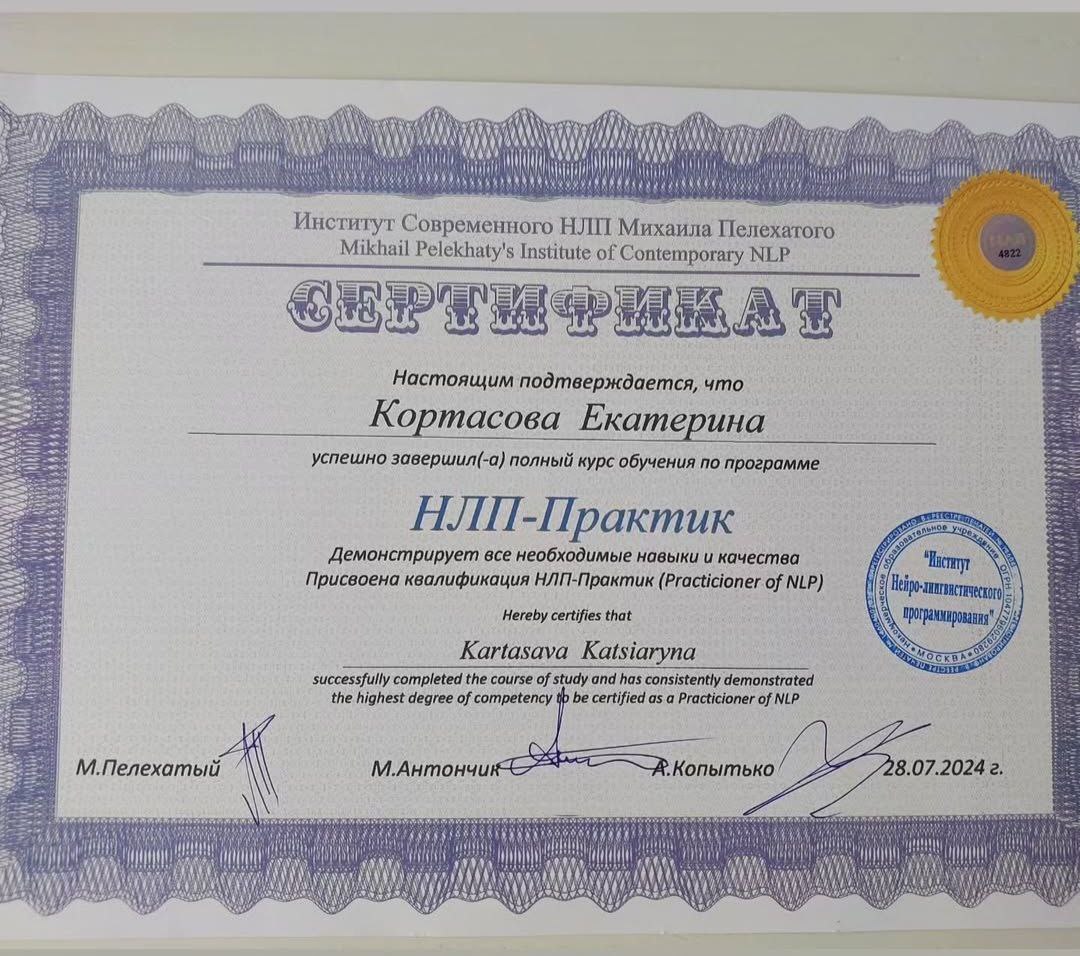 Институт Современного НЛП Михаила Пелехатого
Mikhail Pelekhaty's Institute of Contemporary NLP
4822
СЕРТИФИКАТ
Настоящим подтверждается, что
Кортасова Екатерина
успешно завершил(-а) полный курс обучения по программе
НЛП-Практик
Демонстрирует все необходимые навыки и качества
Присвоена квалификация НЛП-Практик (Practicioner of NLP)
Hereby certifies that
Kartasava Katsiaryna
successfully completed the course of study and has consistently demonstrated
the highest degree of competency to be certified as a Practicioner of NLP
"Институт
Нейро-лингвистического
программирования"
образовательное учреждение
МОСКВА
М.Пелехатый
М.Антончик
А.Копытько
28.07.2024 г.